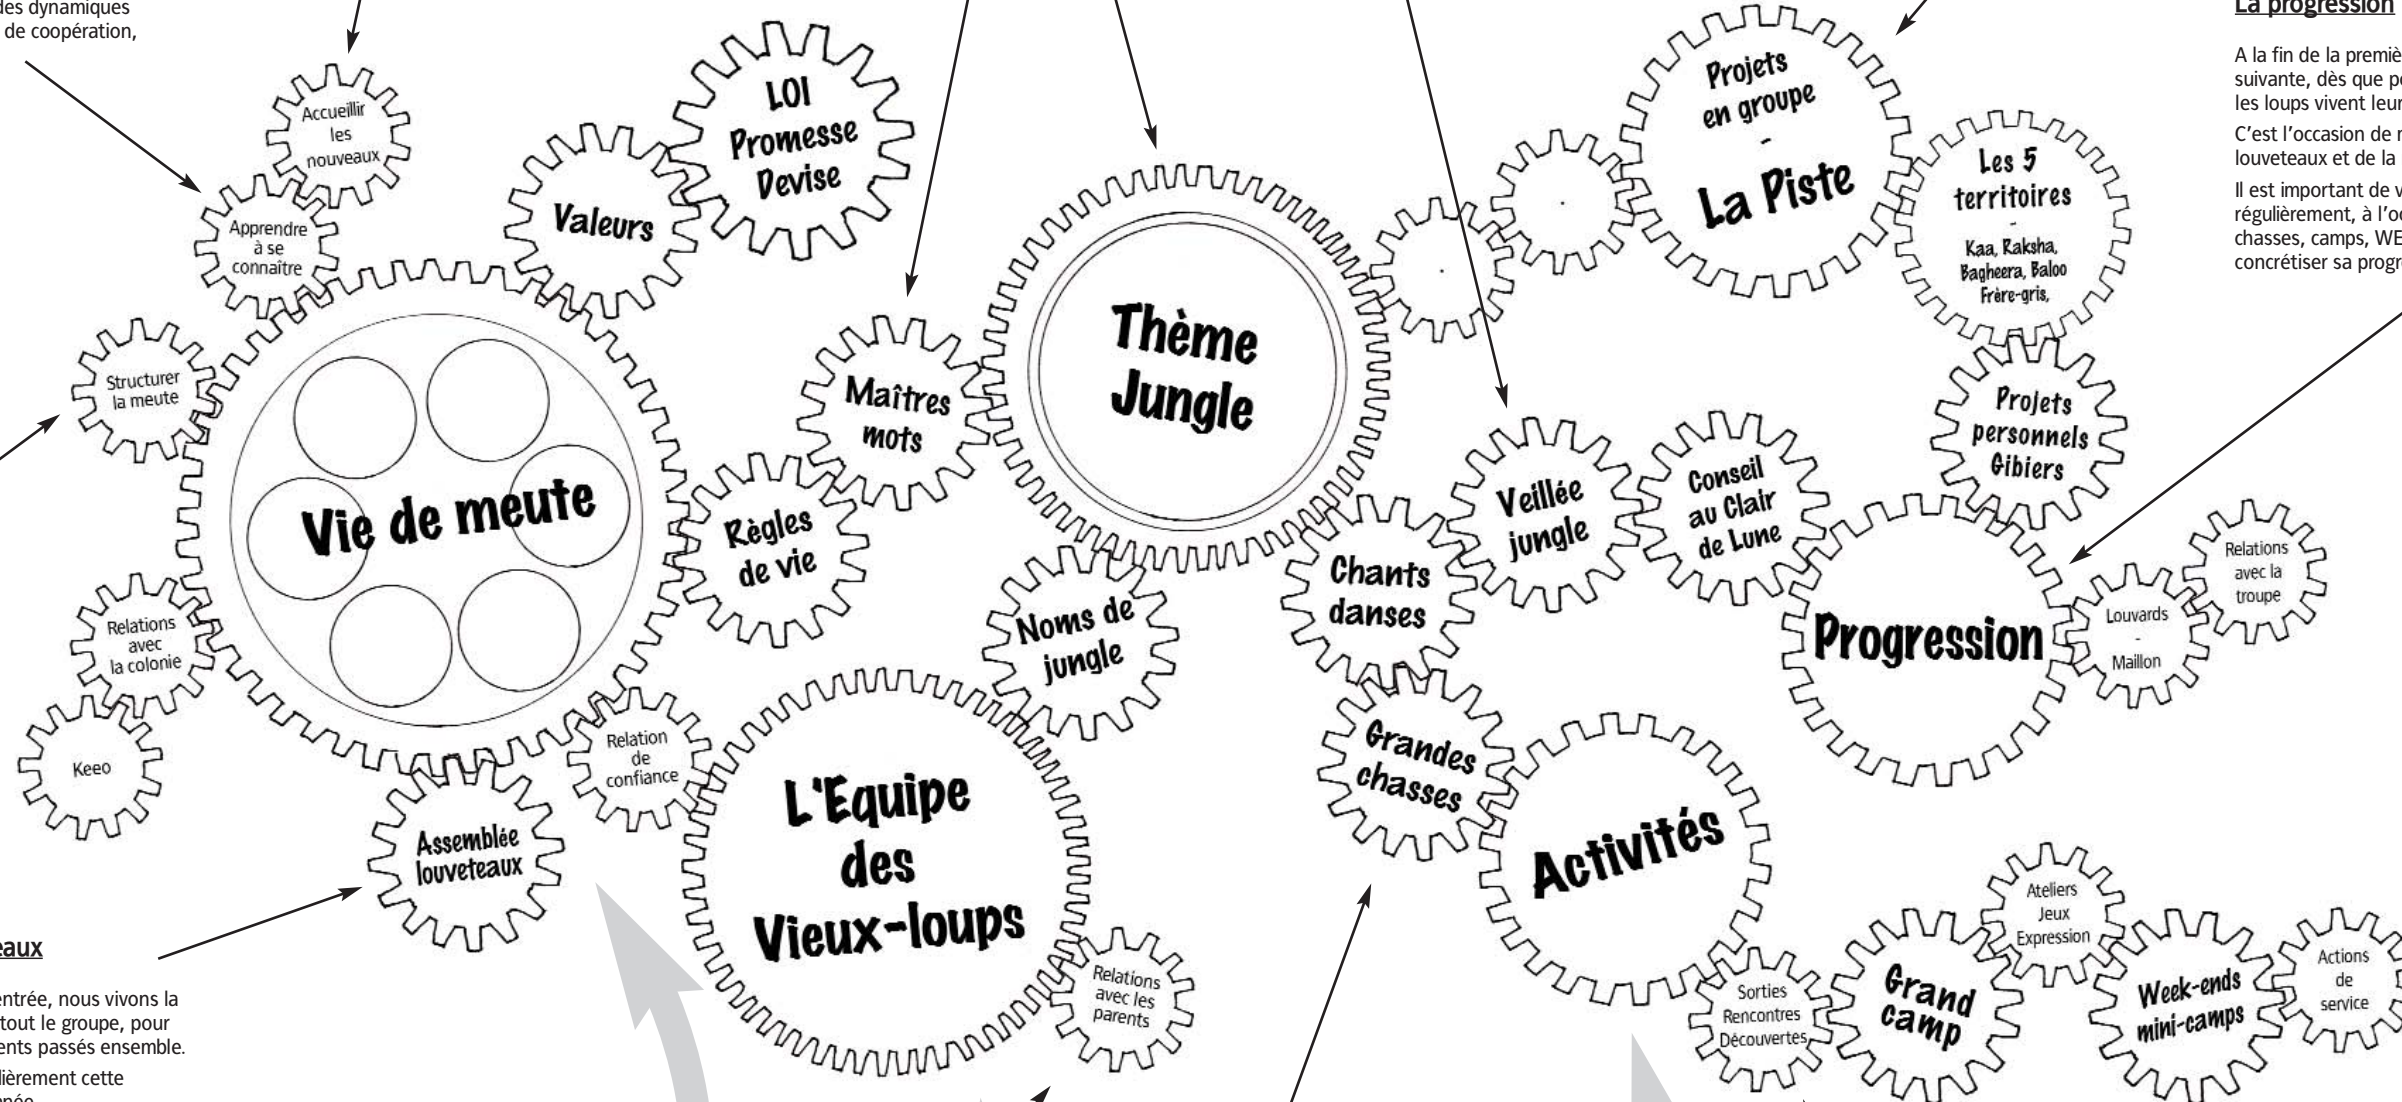 des dynamiques
de coopération,
La progression
A la fin de la premiè
suivante, dès que p
les loups vivent leur
C'est l'occasion de
louveteaux et de la
Il est important de v
régulièrement, à l'o
chasses, camps, WE
concrétiser sa progr
Accueillir
les
nouveaux
Apprendre
à se
connaître
Structurer
la meute
Valeurs
LOI
Promesse
Devise
Vie de meute
Relations
avec
la colonie
Keeo
Règles
de vie
Maîtres
mots
Thème
Jungle
Projets
en groupe
-
La Piste
Les 5
territoires
-
Kaa, Raksha,
Bagheera, Baloo
Frère-gris,
Projets
personnels
Gibiers
Veillée
jungle
Conseil
au Clair
de Lune
Chants
danses
Noms de
jungle
Progression
Louvards
-
Maillon
Relations
avec la
troupe
Relation
de
confiance
Assemblée
louveteaux
L'Equipe
des
Vieux-loups
Grandes
chasses
Activités
Relations
avec les
parents
Sorties
Rencontres
Découvertes
Grand
camp
Ateliers
Jeux
Expression
Week-ends
mini-camps
Actions
de
service
eaux
entrée, nous vivons la
tout le groupe, pour
ents passés ensemble.
lièrement cette